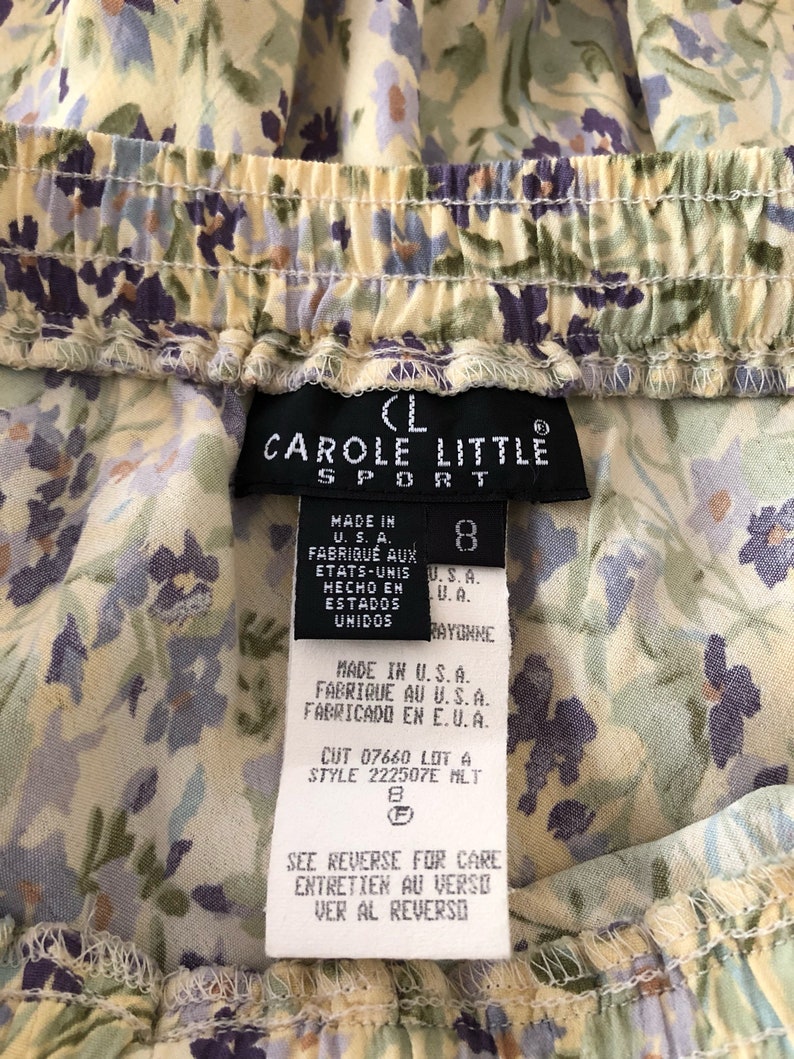 CL
CAROLE LITTLE®
SPORT
8
MADE IN
U.S.A.
FABRIQUÉ AUX
ETATS-UNIS
HECHO EN
ESTADOS
UNIDOS
U.S.A.
.U.A.
RAYONNE
MADE IN U.S.A.
FABRIQUE AU U.S.A.
FABRICADO EN E.U.A.
CUT 07660 LOT A
STYLE 222507E MLT
8
F
SEE REVERSE FOR CARE
ENTRETIEN AU VERSO
VER AL REVERSO